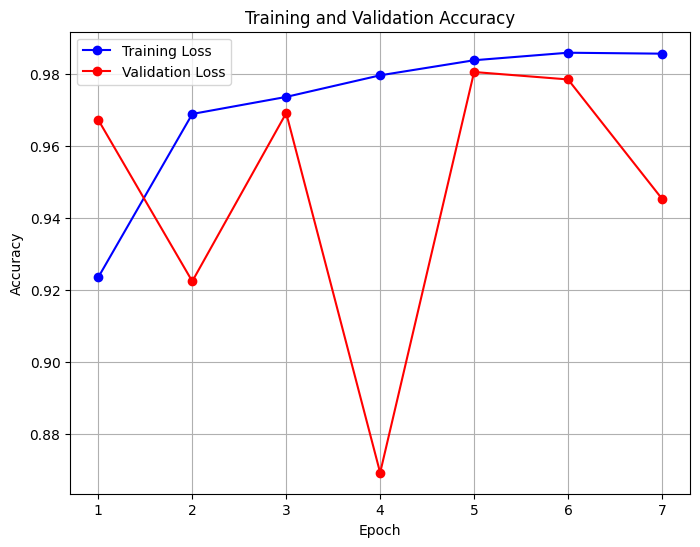 Training and Validation Accuracy
Training Loss
Validation Loss
Accuracy
0.98
0.96
0.94
0.92
0.90
0.88
1 2 3 4 5 6 7
Epoch